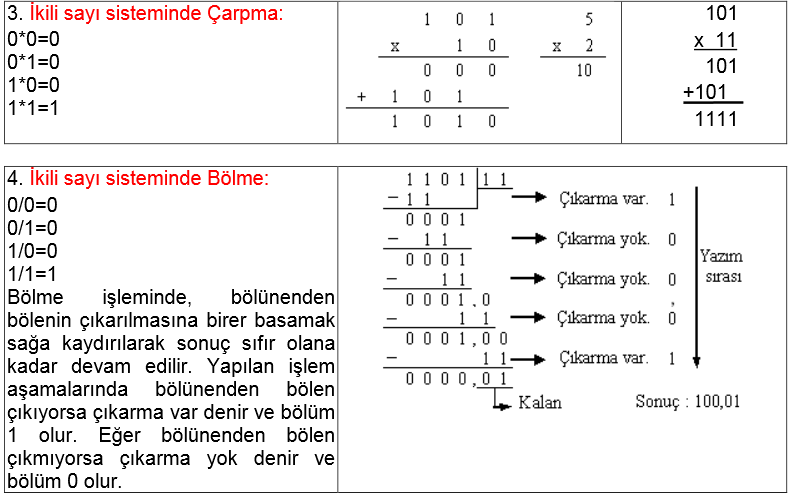 3. İkili sayı sisteminde Çarpma:
0*0=0
0*1=0
1*0=0
1*1=1
1 0 1
x 1 0
0 0 0
+ 1 0 1
1 0 1 0
5
x 2
10
101
x 11
101
+101
1111
4. İkili sayı sisteminde Bölme:
0/0=0
0/1=0
1/0=0
1/1=1
Bölme işleminde, bölünenden
bölenin çıkarılmasına birer basamak
sağa kaydırılarak sonuç sıfır olana
kadar devam edilir. Yapılan işlem
aşamalarında bölünenden bölen
çıkıyorsa çıkarma var denir ve bölüm
1 olur. Eğer bölünenden bölen
çıkmıyorsa çıkarma yok denir ve
bölüm 0 olur.
1 1 0 1 1 1
− 1 1 Çıkarma var. 1
0 0 0 1
− 1 1 Çıkarma yok. 0
0 0 0 1
− 1 1 Çıkarma yok. 0
0 0 0 1,0 ,
− 1 1 Çıkarma yok. 0
0 0 0 1,0 0
− 1 1 Çıkarma var. 1
0 0 0 0,0 1
Kalan
Yazım
sırası
Sonuç : 100,01